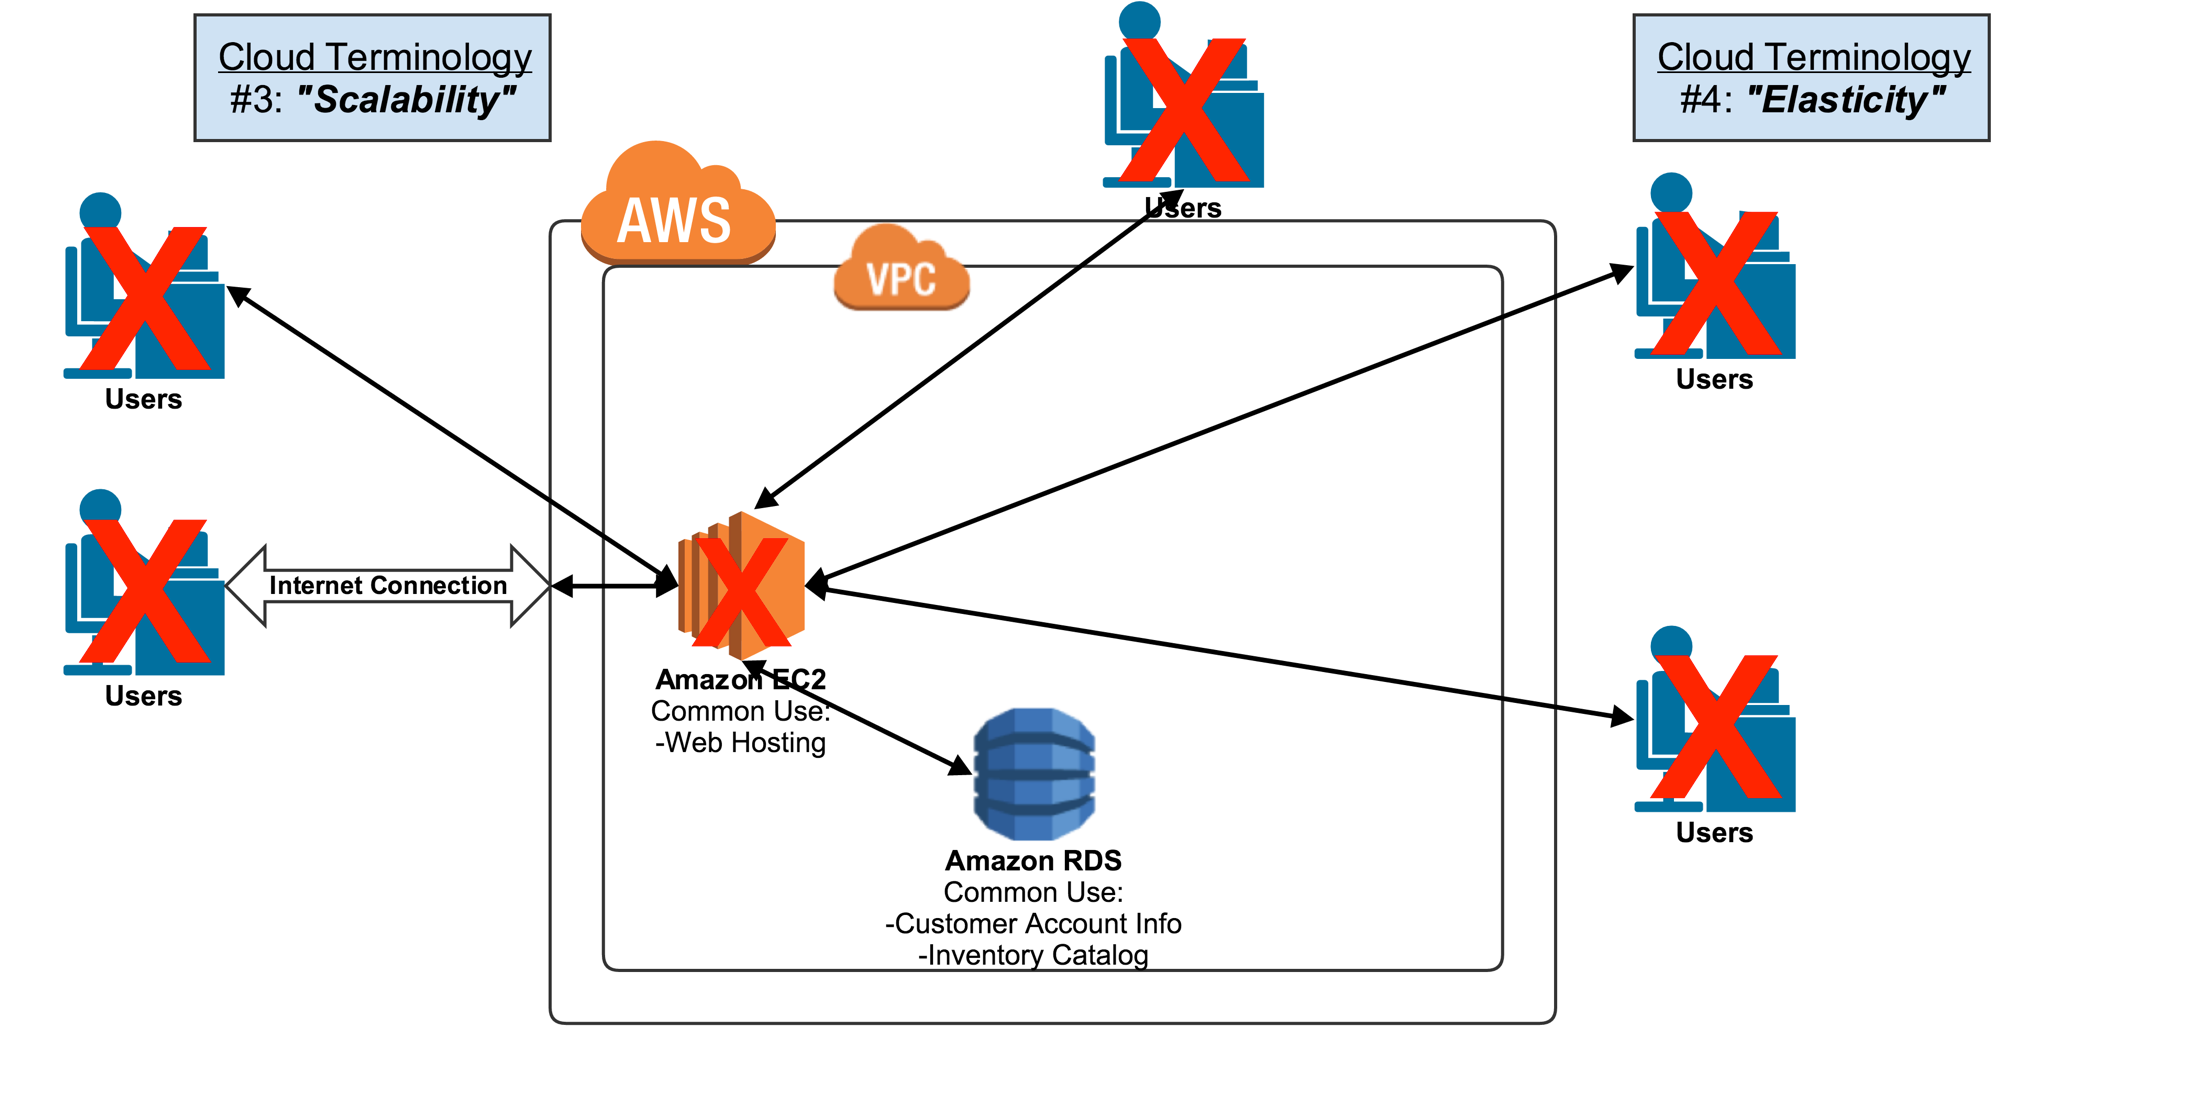 Cloud Terminology
#3: "Scalability"
Cloud Terminology
#4: "Elasticity"
Users
AWS
VPC
Users
Users
Internet Connection
Users
Amazon EC2
Common Use:
-Web Hosting
Amazon RDS
Common Use:
-Customer Account Info
-Inventory Catalog
Users